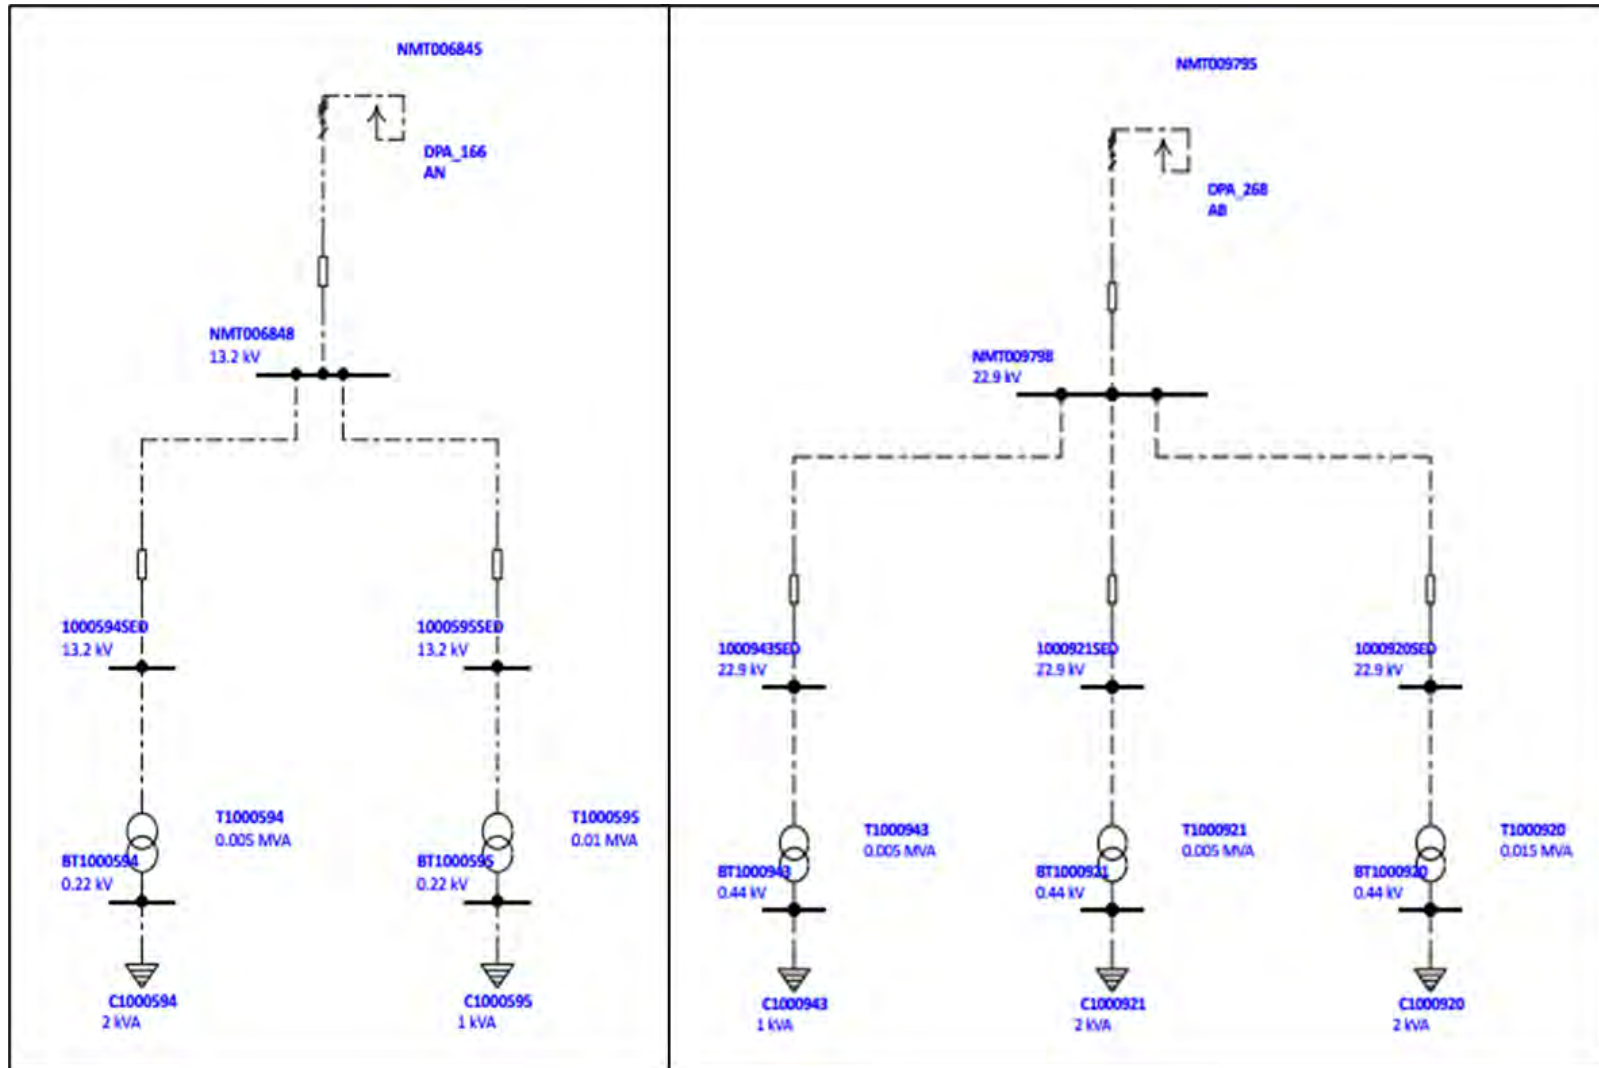 NMT006845
DPA_166
AN
NMT006848
13.2 kV
1000594SED
13.2 kV
1000595SED
13.2 kV
T1000594
0.005 MVA
T1000595
0.01 MVA
BT1000594
0.22 kV
BT1000595
0.22 kV
C1000594
2 kVA
C1000595
1 kVA
NMT009795
DPA_268
AB
NMT009798
22.9 kV
1000943SED
22.9 kV
1000921SED
22.9 kV
1000920SED
22.9 kV
T1000943
0.005 MVA
T1000921
0.005 MVA
T1000920
0.015 MVA
BT1000943
0.44 kV
BT1000921
0.44 kV
BT1000920
0.44 kV
C1000943
1 kVA
C1000921
2 kVA
C1000920
2 kVA